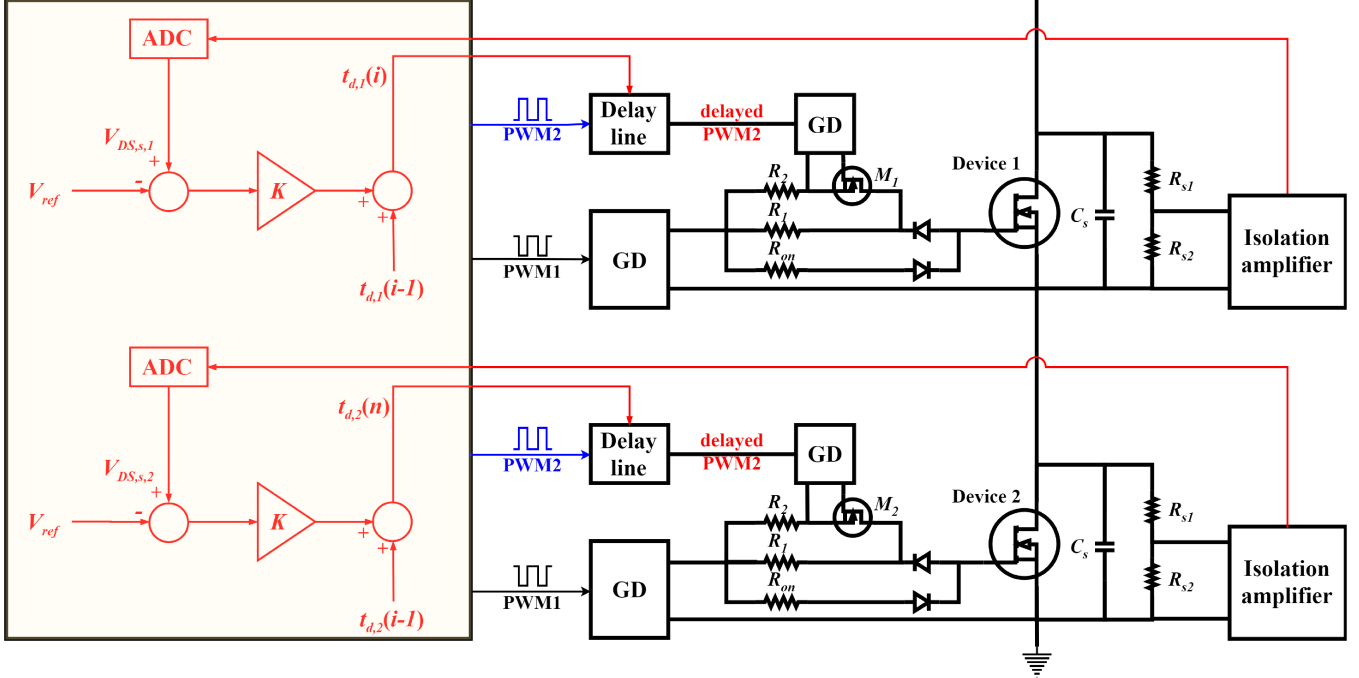 ADC
t_{d,1}(i)
V_{DS,s,1}
+
-
V_{ref}
K
+
+
t_{d,1}(i-1)
PWM2
Delay
line
delayed
PWM2
GD
M_1
R_2
R_1
R_{on}
PWM1
GD
Device 1
C_s
R_{s1}
R_{s2}
Isolation
amplifier
ADC
t_{d,2}(n)
V_{DS,s,2}
+
-
V_{ref}
K
+
+
t_{d,2}(i-1)
PWM2
Delay
line
delayed
PWM2
GD
M_2
R_2
R_1
R_{on}
PWM1
GD
Device 2
C_s
R_{s1}
R_{s2}
Isolation
amplifier